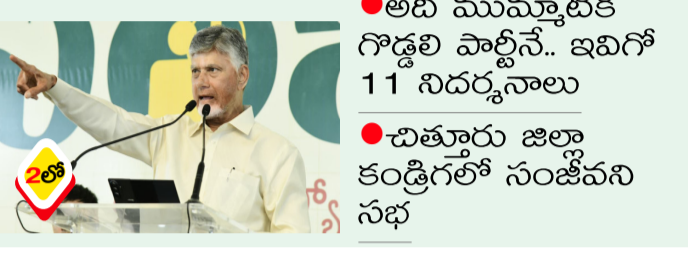 అది ముమ్మాటికీ
గొడ్డలి పార్టీనే.. ఇవిగో
11 నిదర్శనాలు
చిత్తూరు జిల్లా
కండ్రిగలో సంజీవని
సభ
2లో